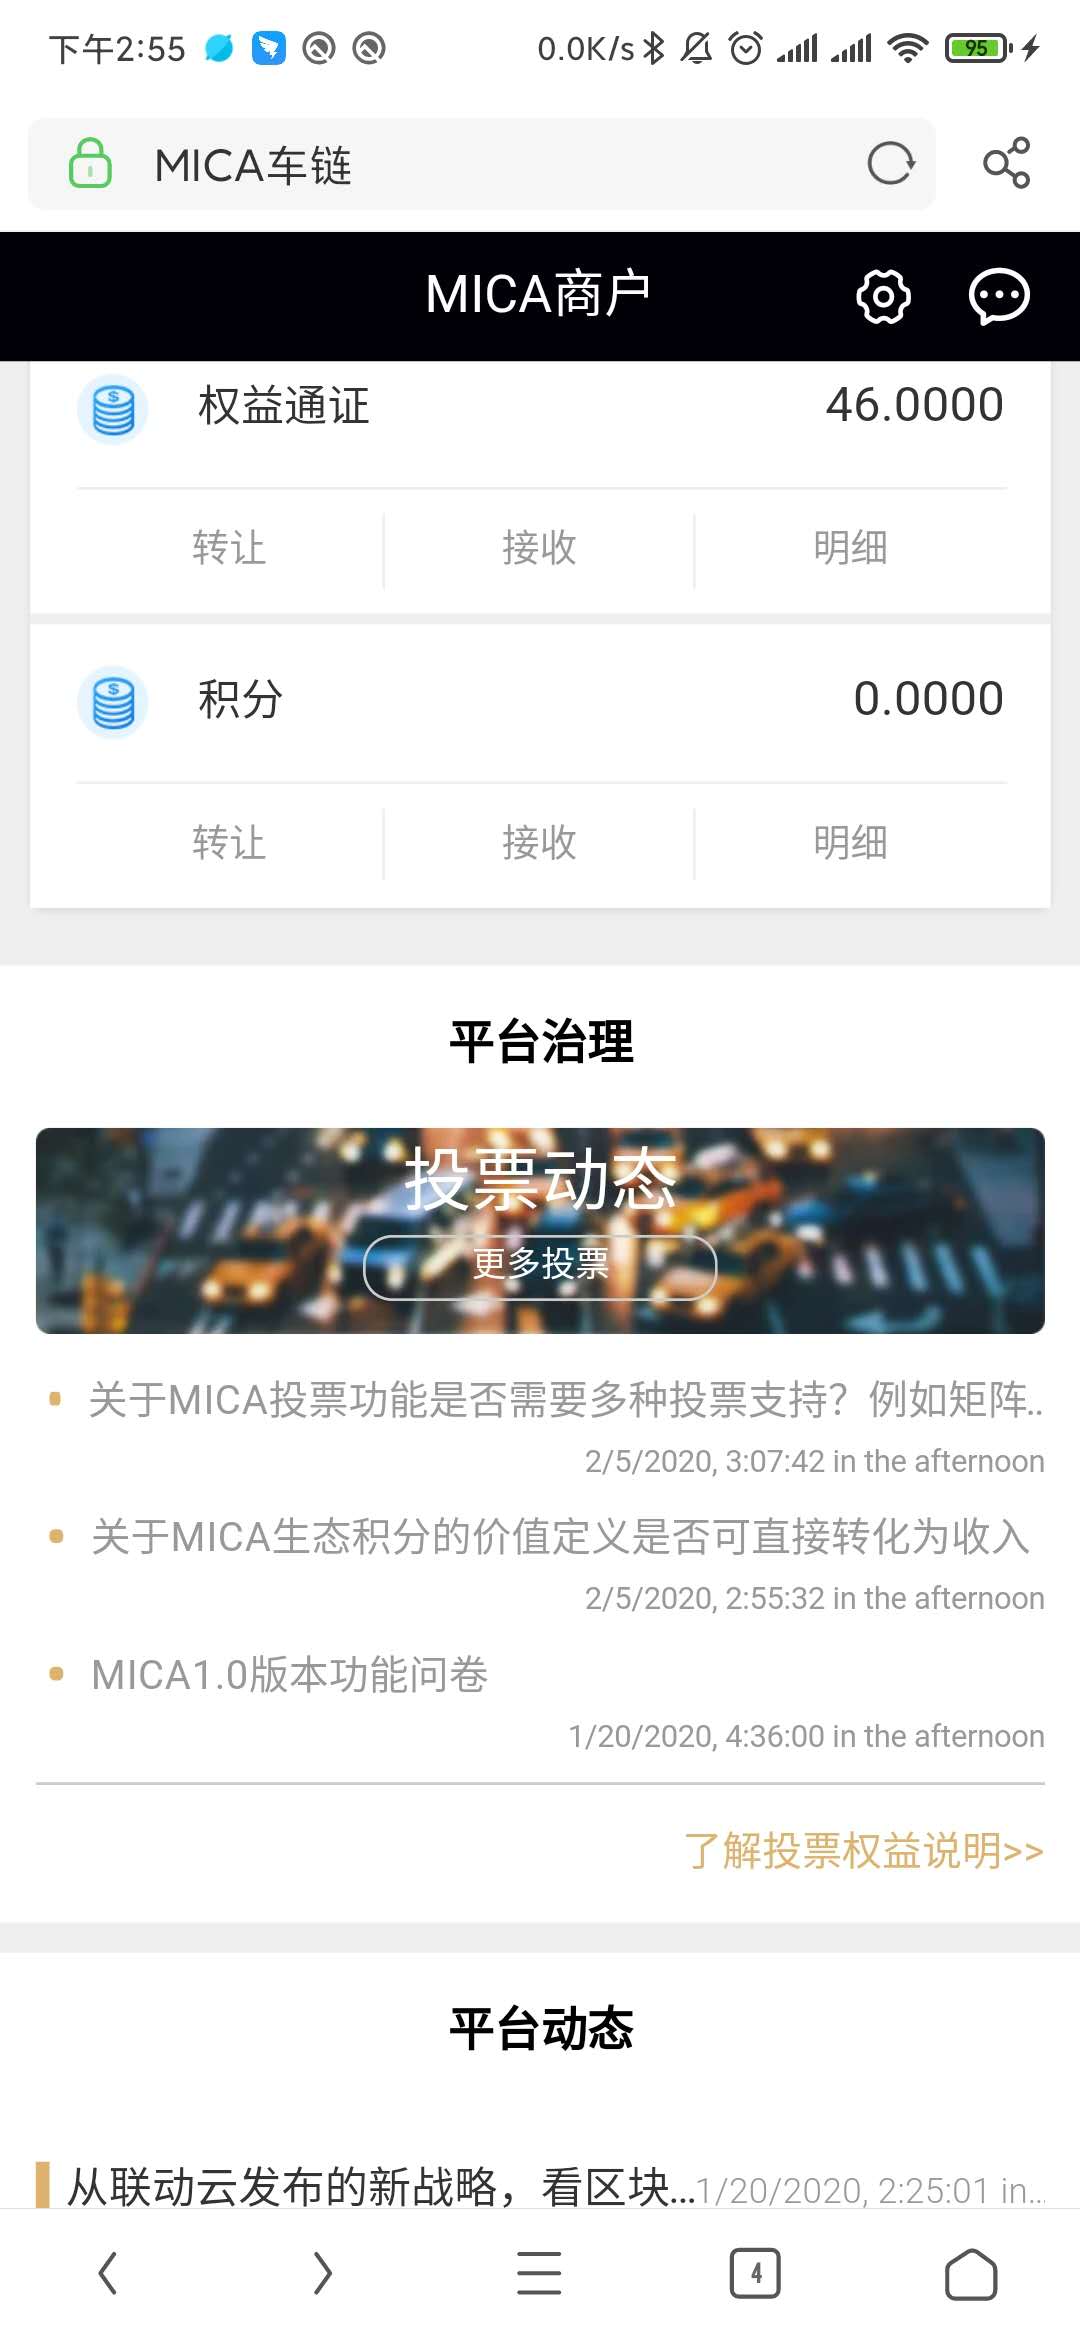 下午2:55
0.0K/s
95
MICA车链
MICA商户
权益通证 46.0000
转让 接收 明细
积分 0.0000
转让 接收 明细
平台治理
投票动态
更多投票
关于MICA投票功能是否需要多种投票支持？例如矩阵..
2/5/2020, 3:07:42 in the afternoon
关于MICA生态积分的价值定义是否可直接转化为收入
2/5/2020, 2:55:32 in the afternoon
MICA1.0版本功能问卷
1/20/2020, 4:36:00 in the afternoon
了解投票权益说明>>
平台动态
从联动云发布的新战略，看区块... 1/20/2020, 2:25:01 in...
4